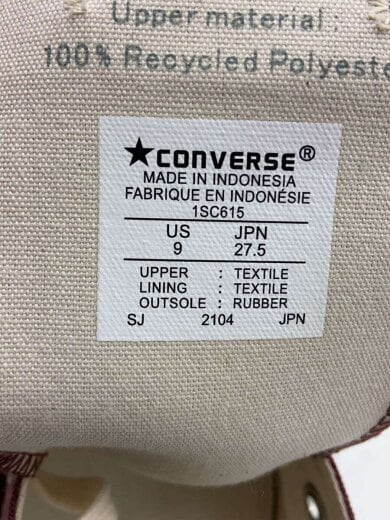 Upper material :
100% Recycled Polyeste
★CONVERSE®
MADE IN INDONESIA
FABRIQUE EN INDONÉSIE
1SC615
US JPN
9 27.5
UPPER : TEXTILE
LINING : TEXTILE
OUTSOLE : RUBBER
SJ 2104 JPN